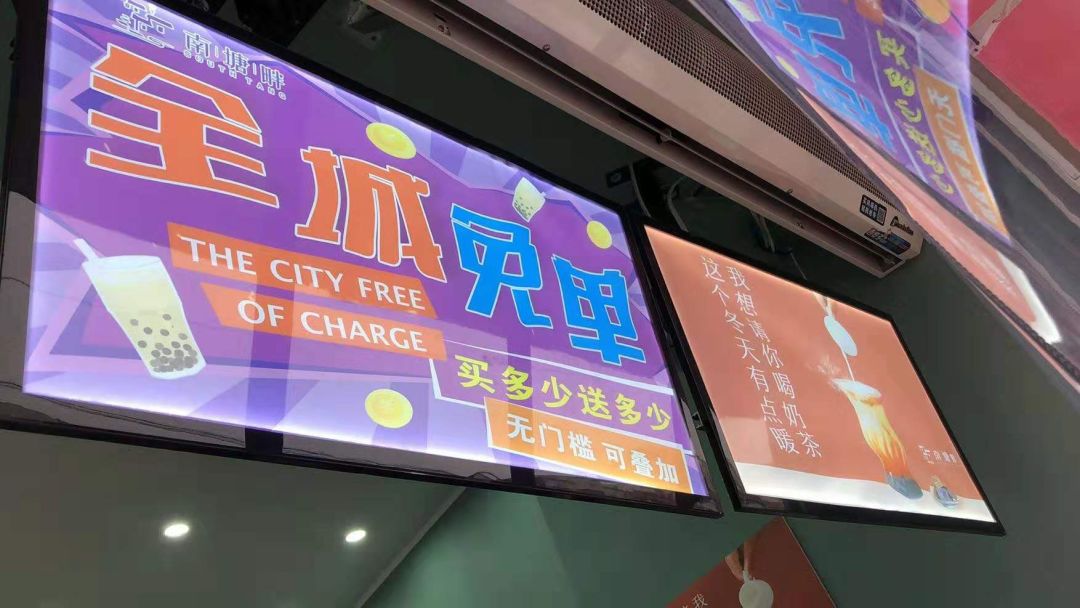 南塘畔
SOUTH TANG
全城免单
THE CITY FREE
OF CHARGE
买多少送多少
无门槛 可叠加
我想请你喝奶茶
这个冬天有点暖